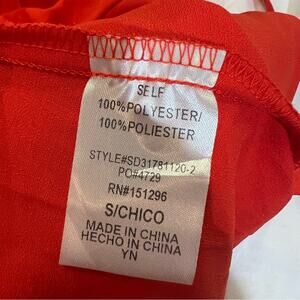 SELF
100%POLYESTER/
100%POLIESTER
STYLE#SD31781120-2
PO#4729
RN#151296
S/CHICO
MADE IN CHINA
HECHO IN CHINA
YN